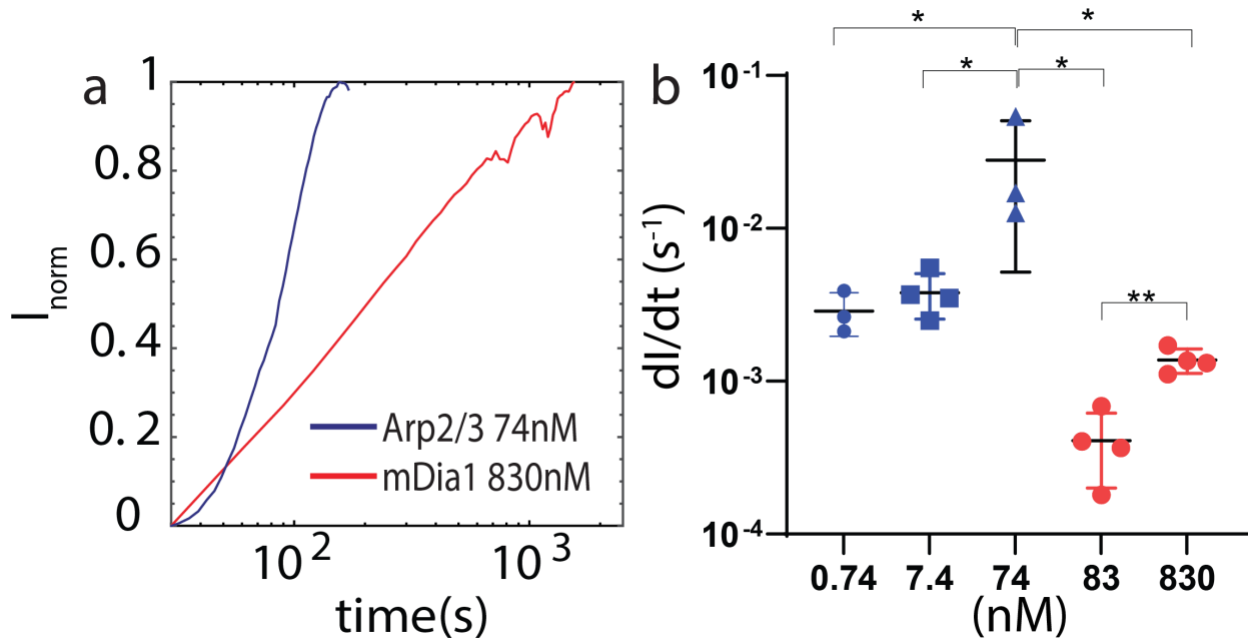 a
I_norm
1
0.8
0.6
0.4
0.2
0
10^2
10^3
time(s)
Arp2/3 74nM
mDia1 830nM
b
dI/dt (s^-1)
10^-1
10^-2
10^-3
10^-4
*
*
*
*
**
0.74
7.4
74
83
830
(nM)